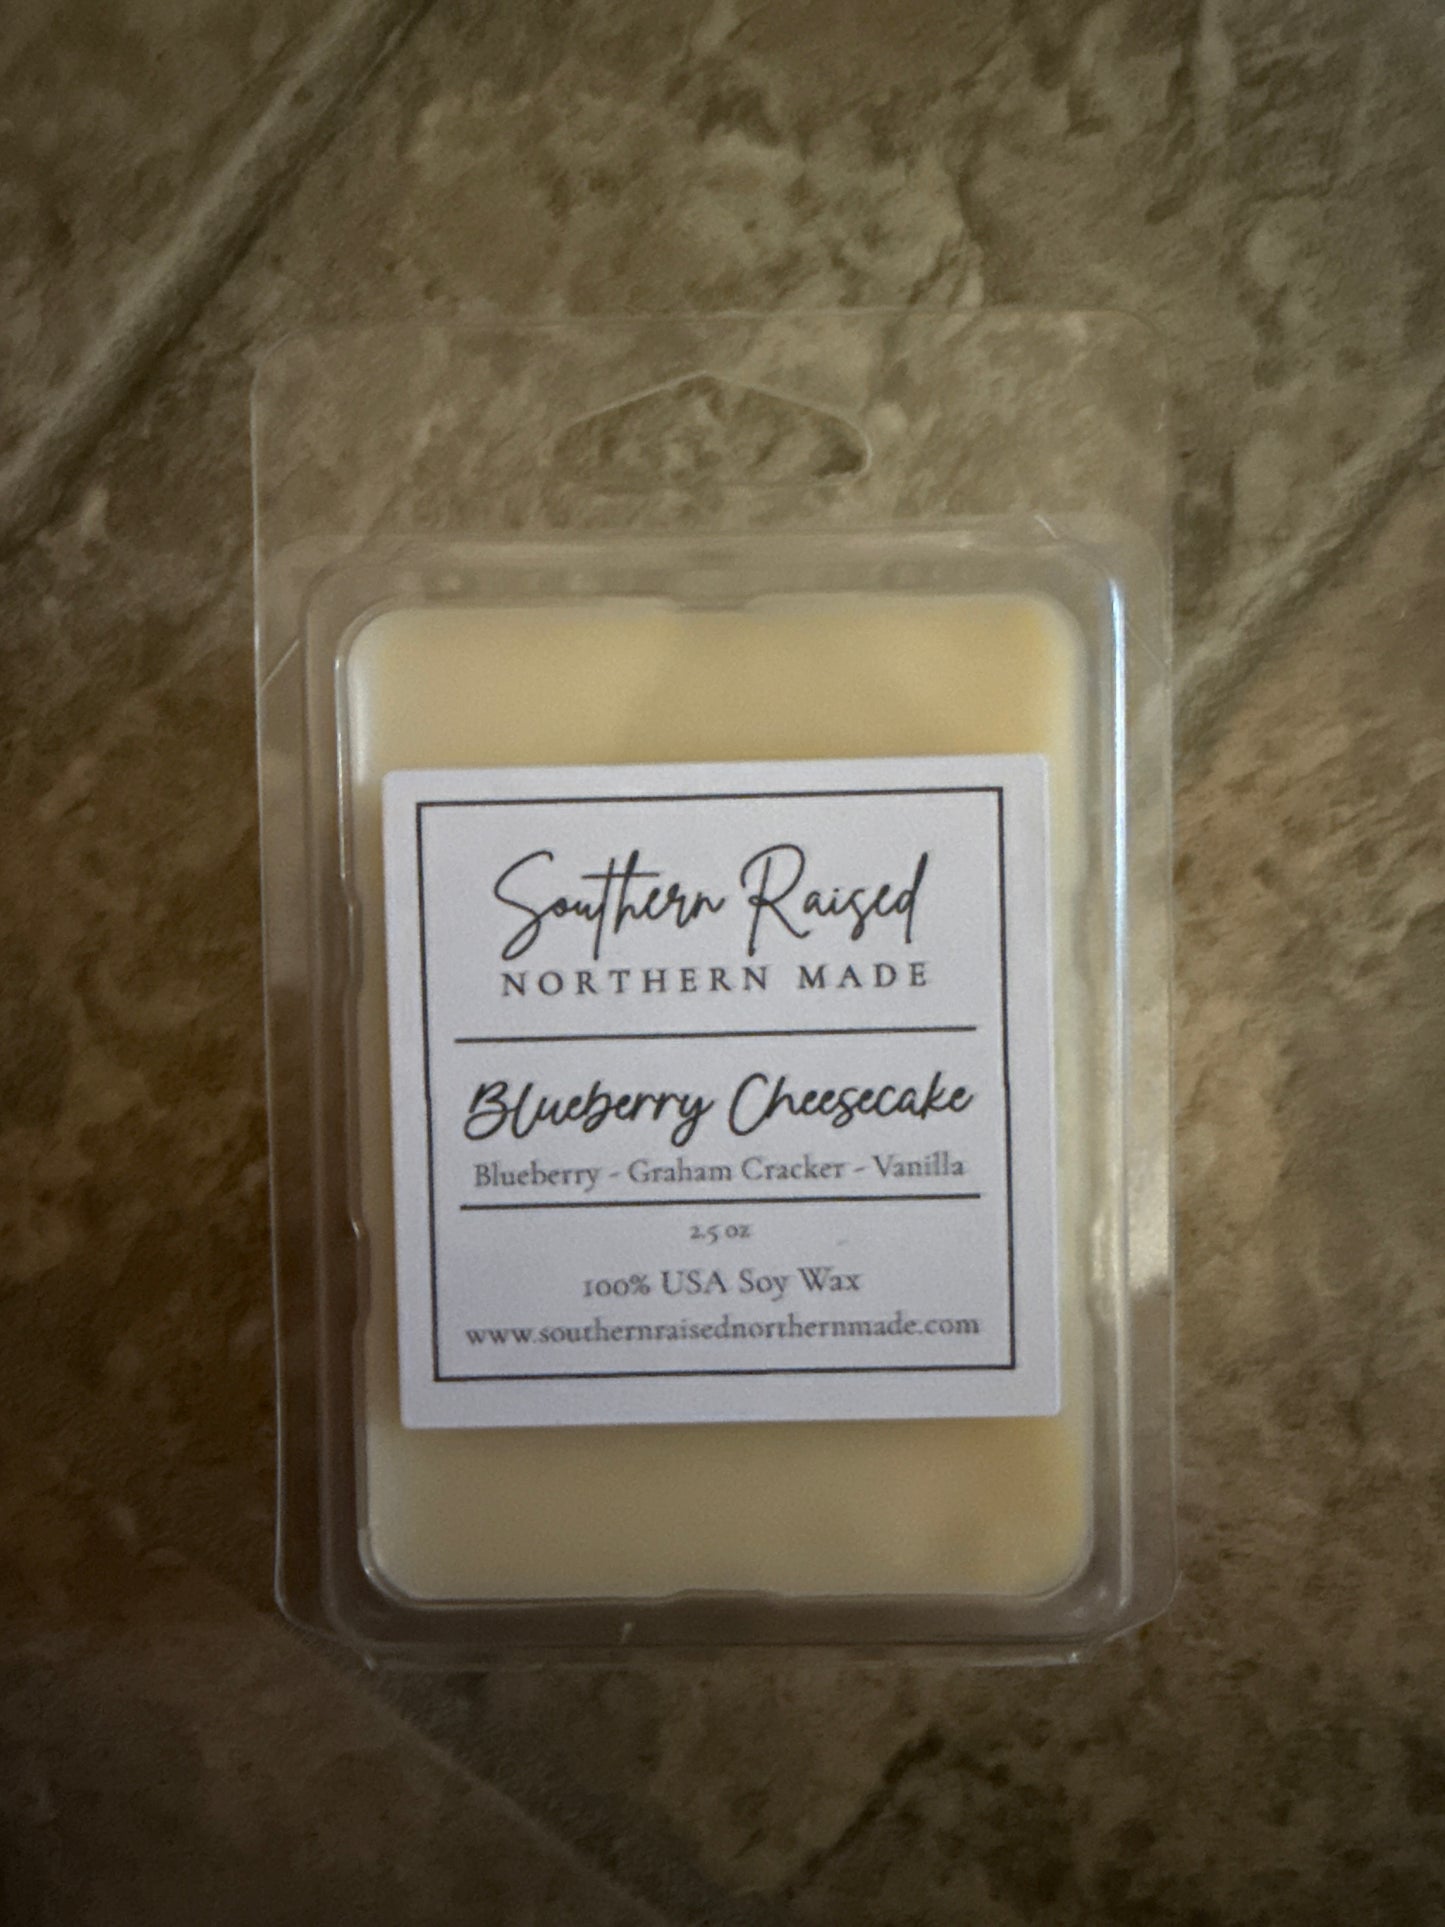 Southern Raised
NORTHERN MADE
Blueberry Cheesecake
Blueberry - Graham Cracker - Vanilla
2.5 oz
100% USA Soy Wax
www.southernraisednorthernmade.com